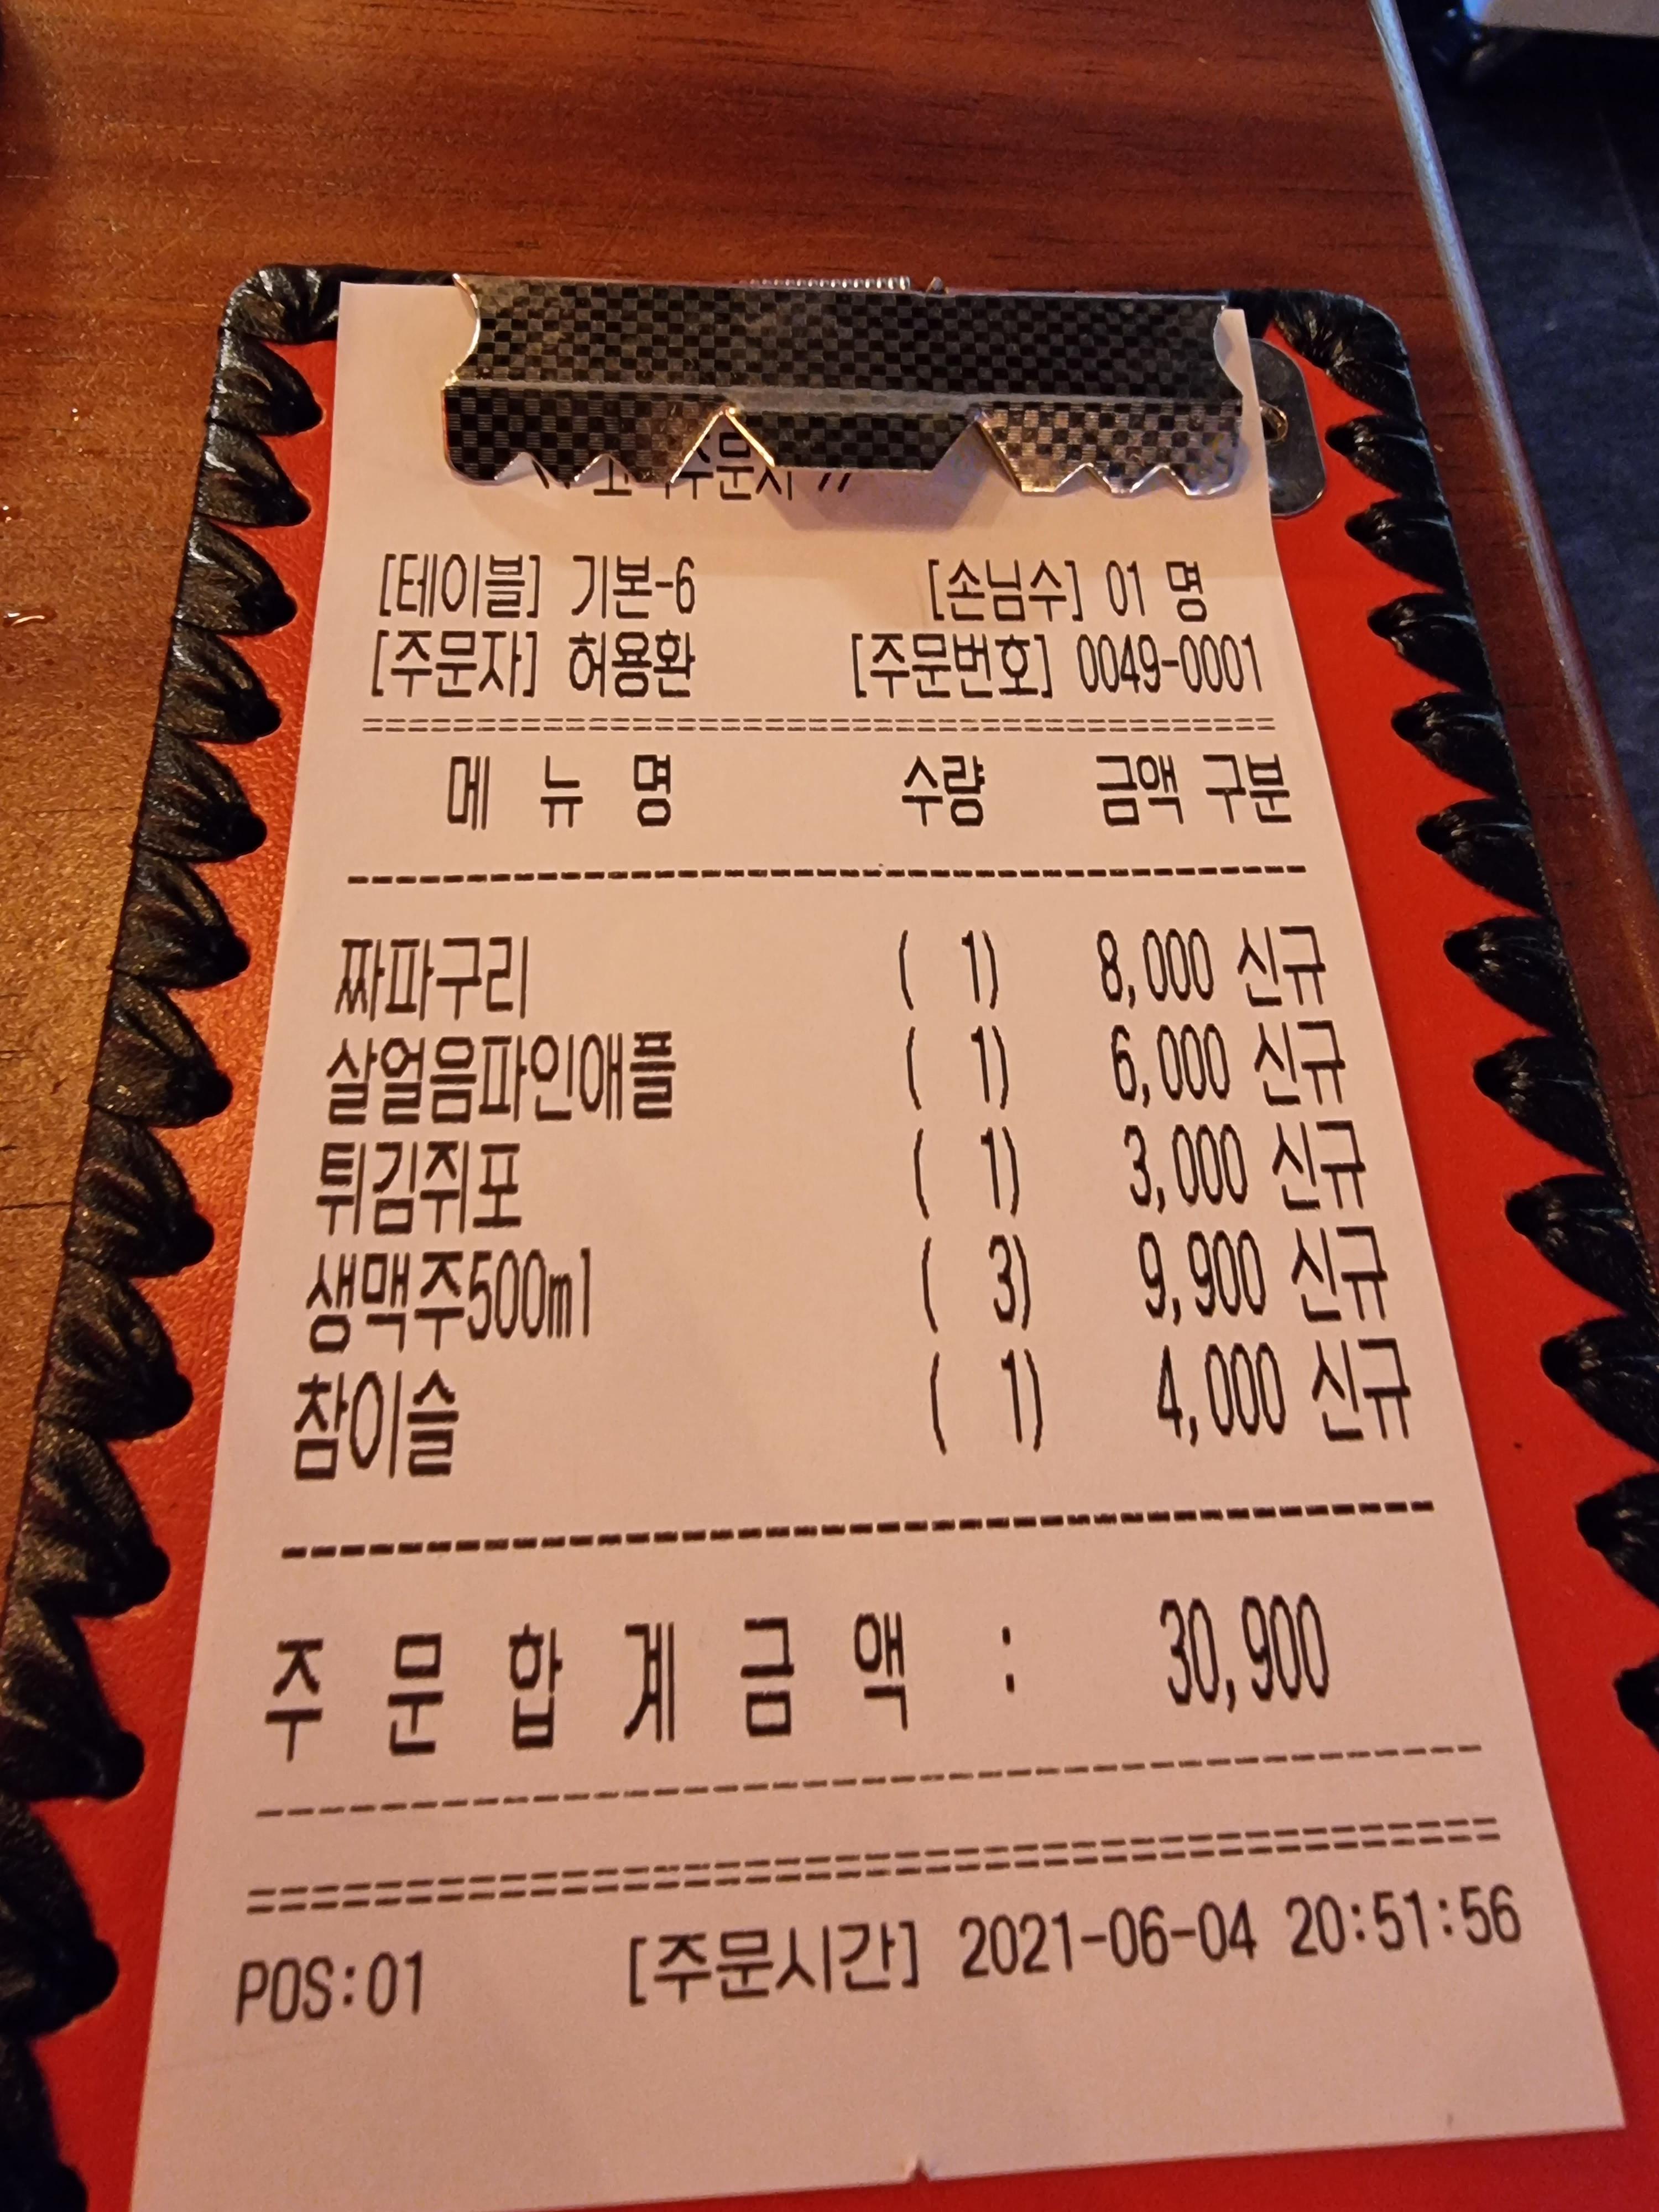 [테이블] 기본-6 [손님수] 01 명
[주문자] 허용환 [주문번호] 0049-0001
메 뉴 명 수량 금액 구분
짜파구리 ( 1) 8,000 신규
살얼음파인애플 ( 1) 6,000 신규
튀김쥐포 ( 1) 3,000 신규
생맥주500ml ( 3) 9,900 신규
참이슬 ( 1) 4,000 신규
주 문 합 계 금 액 : 30,900
POS:01 [주문시간] 2021-06-04 20:51:56